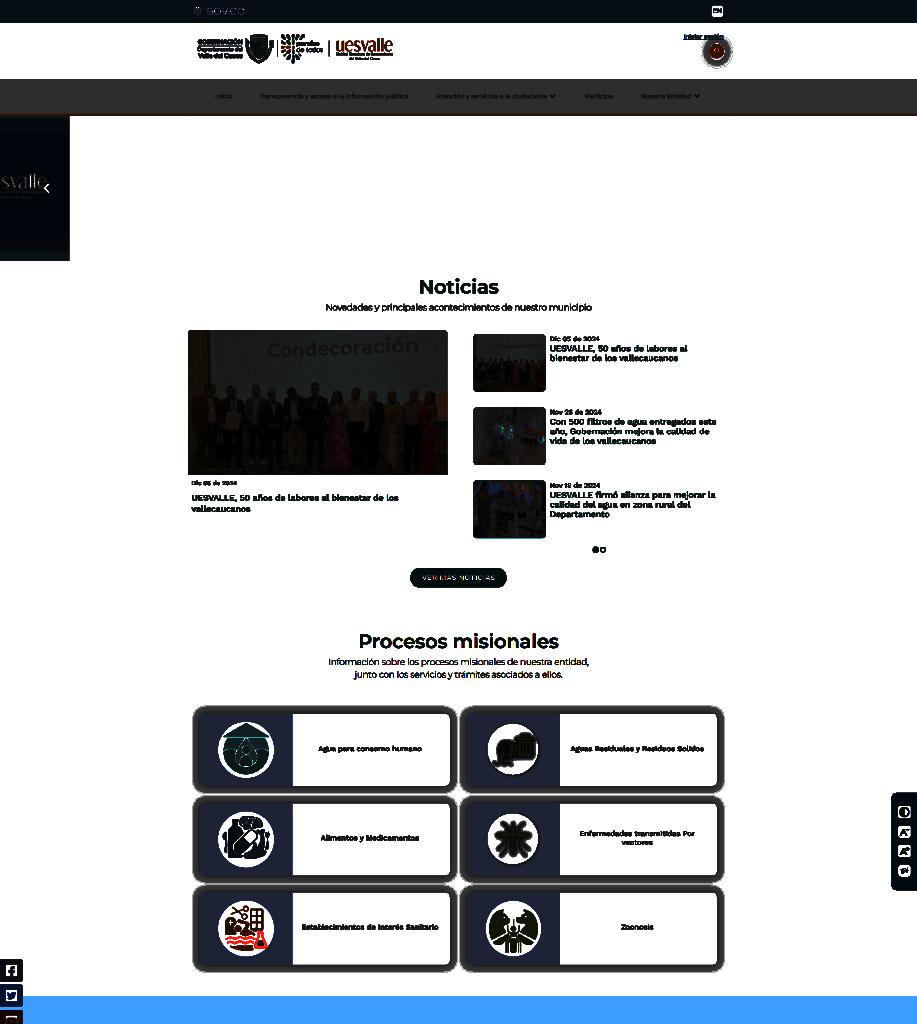 GOV.CO
EN
GOBERNACIÓN
Departamento del
Valle del Cauca
paraíso
de todos
uesvalle
Iniciar sesión
Inicio
Transparencia y acceso a la información pública
Atención y servicios a la ciudadanía
Participa
Nuestra Entidad
esvalle
Noticias
Novedades y principales acontecimientos de nuestro municipio
Condecoración
Dic 05 de 2024
UESVALLE, 50 años de labores al bienestar de los
vallecaucanos
Dic 05 de 2024
UESVALLE, 50 años de labores al
bienestar de los vallecaucanos
Nov 26 de 2024
Con 500 filtros de agua entregados este
año, Gobernación mejora la calidad de
vida de los vallecaucanos
Nov 19 de 2024
UESVALLE firmó alianza para mejorar la
calidad del agua en zona rural del
Departamento
VER MAS NOTICIAS
Procesos misionales
Información sobre los procesos misionales de nuestra entidad,
junto con los servicios y trámites asociados a ellos.
Agua para consumo humano
Aguas Residuales y Residuos Solidos
Alimentos y Medicamentos
Enfermedades transmitidas Por
vectores
Establecimientos de Interés Sanitario
Zoonosis